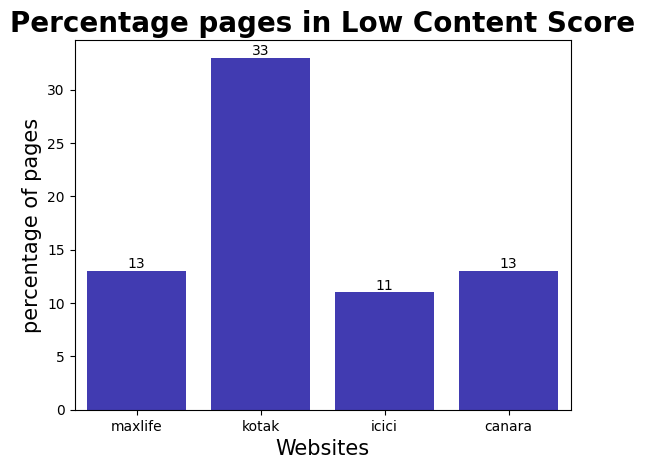 Percentage pages in Low Content Score
33
30
25
20
15
10
5
0
13
11
13
percentage of pages
maxlife kotak icici canara
Websites